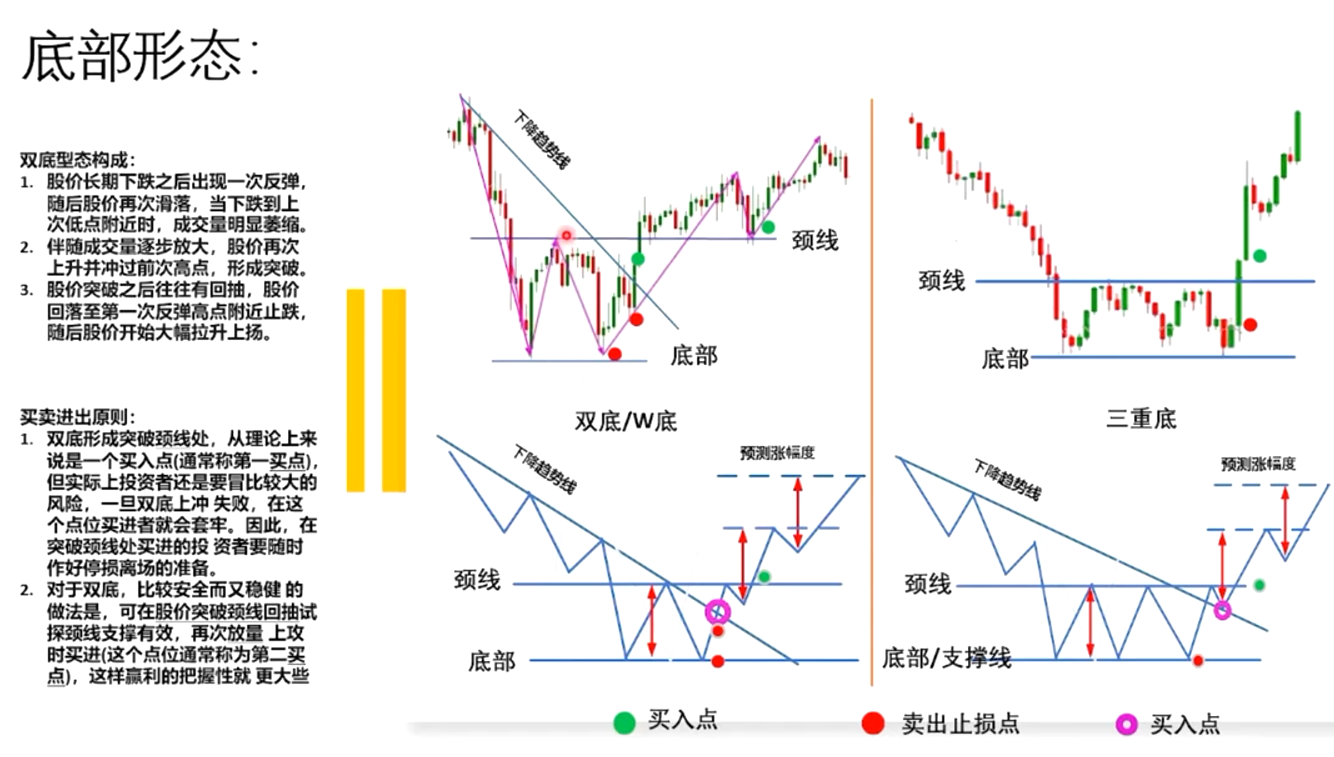 底部形态：
双底型态构成：
1. 股价长期下跌之后出现一次反弹，
随后股价再次滑落，当下跌到上
次低点附近时，成交量明显萎缩。
2. 伴随成交量逐步放大，股价再次
上升并冲过前次高点，形成突破。
3. 股价突破之后往往有回抽，股价
回落至第一次反弹高点附近止跌，
随后股价开始大幅拉升上扬。
买卖进出原则：
1. 双底形成突破颈线处，从理论上来
说是一个买入点(通常称第一买点)，
但实际上投资者还是要冒比较大的
风险，一旦双底上冲 失败，在这
个点位买进者就会套牢。因此，在
突破颈线处买进的投 资者要随时
作好停损离场的准备。
2. 对于双底，比较安全而又稳健 的
做法是，可在股价突破颈线回抽试
探颈线支撑有效，再次放量 上攻
时买进(这个点位通常称为第二买
点)，这样赢利的把握性就 更大些
下降趋势线
颈线
底部
双底/W底
颈线
底部
三重底
下降趋势线
预测涨幅度
颈线
底部
下降趋势线
预测涨幅度
颈线
底部/支撑线
买入点
卖出止损点
买入点